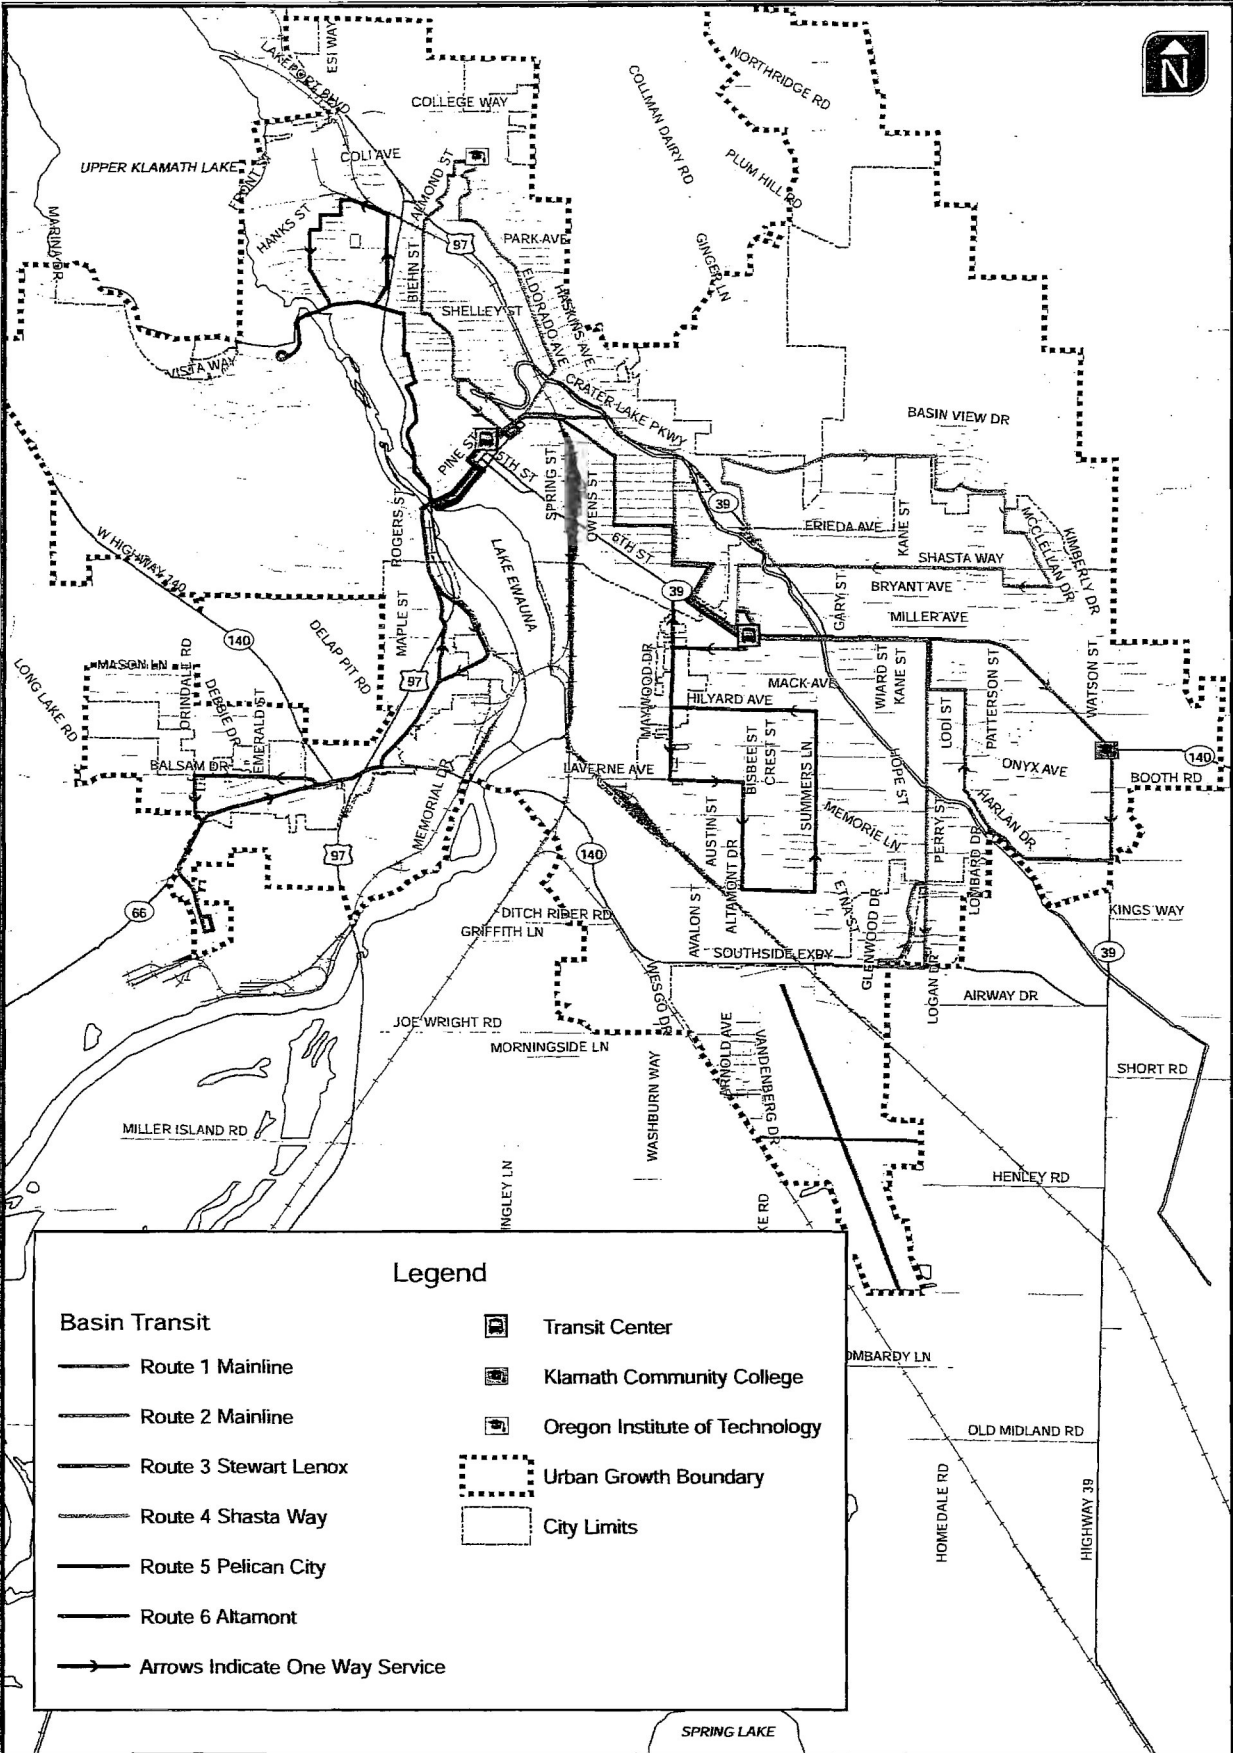 N
LAKEPORT BLVD
ESI WAY
COLLEGE WAY
NORTHRIDGE RD
COLLMAN DAIRY RD
UPPER KLAMATH LAKE
COLI AVE
ALMOND ST
PLUM HILL RD
FRONT ST
HANKS ST
MARINA DR
97
PARK AVE
GINGER LN
BIEHN ST
ELDORADO AVE
HASKINS AVE
SHELLEY ST
VISTA WAY
CRATER LAKE PKWY
BASIN VIEW DR
PINE ST
5TH ST
SPRING ST
OWENS ST
39
ROGERS ST
LAKE EWAUNA
6TH ST
ERIEDA AVE
KANE ST
MCCLELLAN DR
KIMBERLY DR
W HIGHWAY 140
SHASTA WAY
BRYANT AVE
39
GARY ST
MILLER AVE
140
DELAP PIT RD
MAPLE ST
ORINDALE RD
MASON LN
LONG LAKE RD
DEBBIE DR
EMERALD ST
97
MAYWOOD DR
MACK AVE
HILYARD AVE
WIARD ST
KANE ST
PATTERSON ST
WATSON ST
LODI ST
BISBEE ST
CREST ST
SUMMERS LN
BALSAM DR
LAVERNE AVE
HOPE ST
ONYX AVE
140
BOOTH RD
MEMORIAL DR
AUSTIN ST
MEMORIE LN
PERRY ST
HARLAN DR
97
140
ALTAMONT DR
LOMBARD DR
66
DITCH RIDER RD
GRIFFITH LN
AVALON ST
ETNA ST
GLENWOOD DR
KINGS WAY
SOUTHSIDE EXPY
39
WESGO DR
LOGAN DR
AIRWAY DR
JOE WRIGHT RD
MORNINGSIDE LN
ARNOLD AVE
VANDENBERG DR
WASHBURN WAY
SHORT RD
MILLER ISLAND RD
HENLEY RD
INGLEY LN
KE RD
Legend
Basin Transit
Route 1 Mainline
Route 2 Mainline
Route 3 Stewart Lenox
Route 4 Shasta Way
Route 5 Pelican City
Route 6 Altamont
Arrows Indicate One Way Service
Transit Center
Klamath Community College
Oregon Institute of Technology
Urban Growth Boundary
City Limits
OMBARDY LN
OLD MIDLAND RD
HOMEDALE RD
HIGHWAY 39
SPRING LAKE